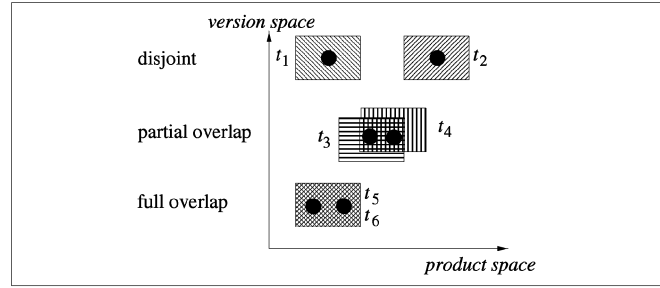 version space
disjoint t1 t2
partial overlap t3 t4
full overlap t5
t6
product space